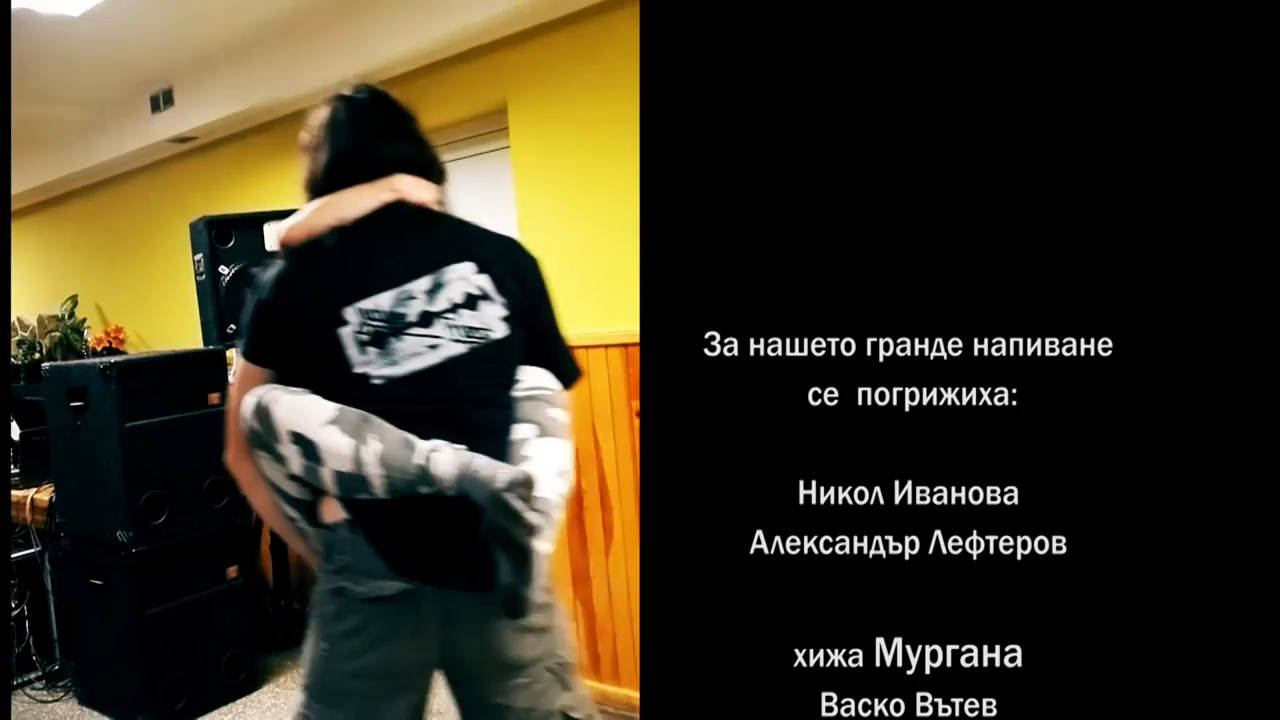 За нашето гранде напиване
се погрижиха:
Никол Иванова
Александър Лефтеров
хижа Мургана
Васко Вътев